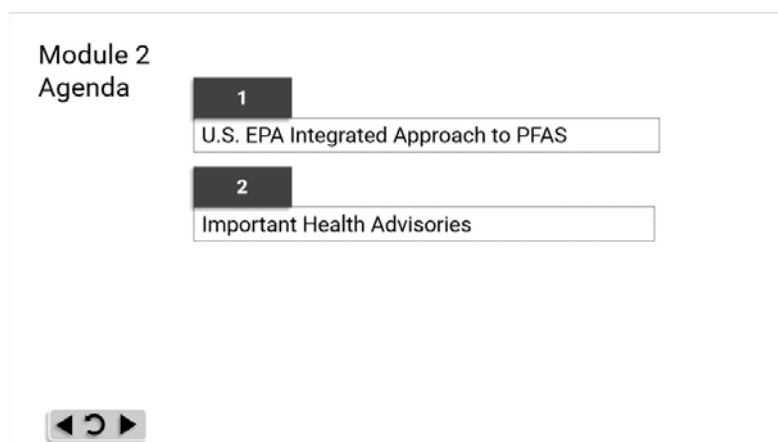 Module 2
Agenda
1
U.S. EPA Integrated Approach to PFAS
2
Important Health Advisories